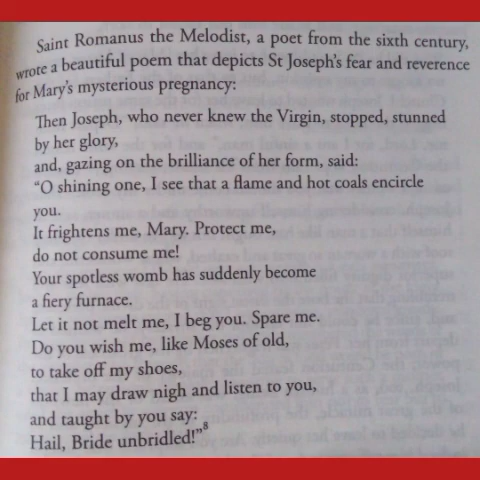 Saint Romanus the Melodist, a poet from the sixth century,
wrote a beautiful poem that depicts St Joseph's fear and reverence
for Mary's mysterious pregnancy:
Then Joseph, who never knew the Virgin, stopped, stunned
by her glory,
and, gazing on the brilliance of her form, said:
"O shining one, I see that a flame and hot coals encircle
you.
It frightens me, Mary. Protect me,
do not consume me!
Your spotless womb has suddenly become
a fiery furnace.
Let it not melt me, I beg you. Spare me.
Do you wish me, like Moses of old,
to take off my shoes,
that I may draw nigh and listen to you,
and taught by you say:
Hail, Bride unbridled!"8